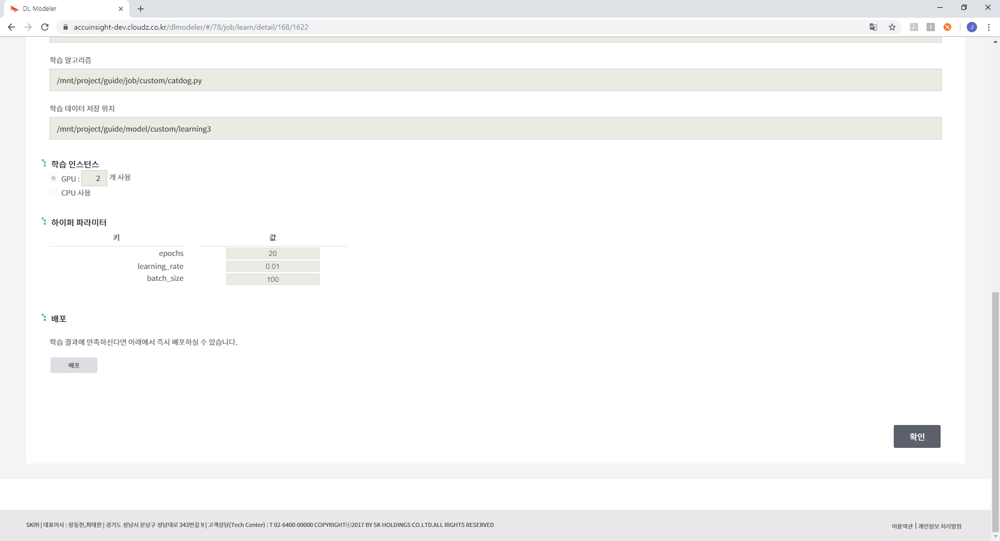 DL Modeler
accuinsight-dev.cloudz.co.kr/dlmodeler/#/78/job/learn/detail/168/1622
J
학습 알고리즘
/mnt/project/guide/job/custom/catdog.py
학습 데이터 저장 위치
/mnt/project/guide/model/custom/learning3
학습 인스턴스
GPU : 2 개 사용
CPU 사용
하이퍼 파라미터
키 값
epochs 20
learning_rate 0.01
batch_size 100
배포
학습 결과에 만족하신다면 아래에서 즉시 배포하실 수 있습니다.
배포
확인
SK㈜ | 대표이사 : 장동현,최태원 | 경기도 성남시 분당구 성남대로 343번길 9 | 고객상담(Tech Center) : T 02-6400-00000 COPYRIGHTⓒ2017 BY SK HOLDINGS CO.LTD.ALL RIGHTS RESERVED
이용약관 | 개인정보 처리방침